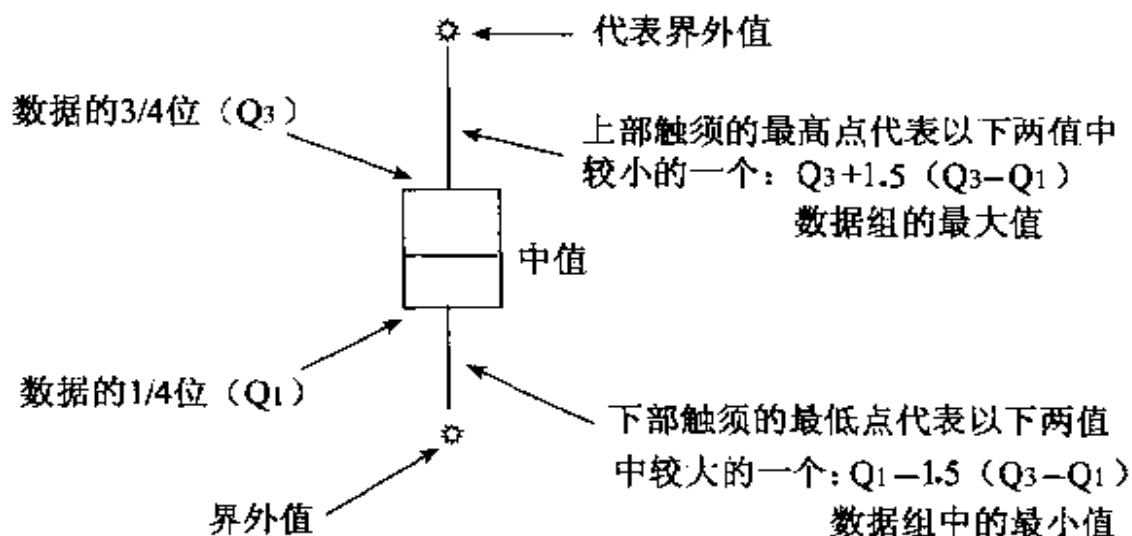 代表界外值
数据的3/4位（Q3）
上部触须的最高点代表以下两值中
较小的一个：Q3+1.5（Q3-Q1）
数据组的最大值
中值
数据的1/4位（Q1）
下部触须的最低点代表以下两值
中较大的一个：Q1-1.5（Q3-Q1）
界外值
数据组中的最小值